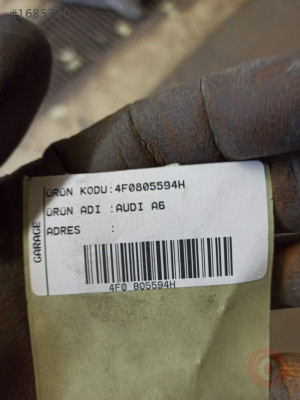 ÜRÜN KODU:4F0805594H
ÜRÜN ADI :AUDI A6
ADRES :
GARAGE
4F0 805594H